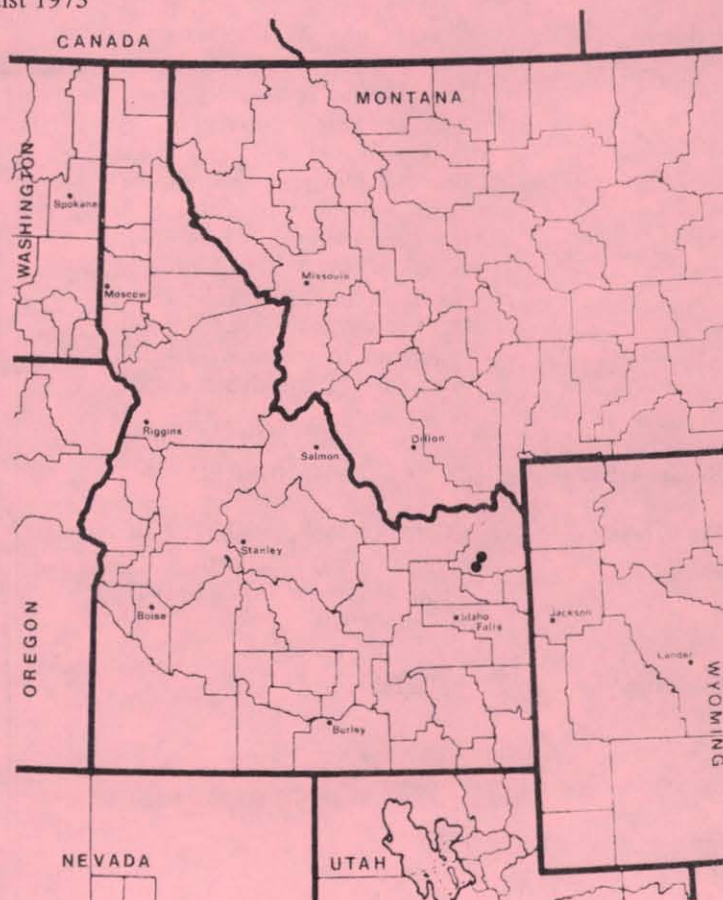 1975
CANADA
MONTANA
WASHINGTON
Spokane
Missoula
Moscow
Riggins
Dillon
Salmon
Stanley
OREGON
Boise
Idaho
Falls
Jackson
Lander
WYOMING
Burley
NEVADA
UTAH